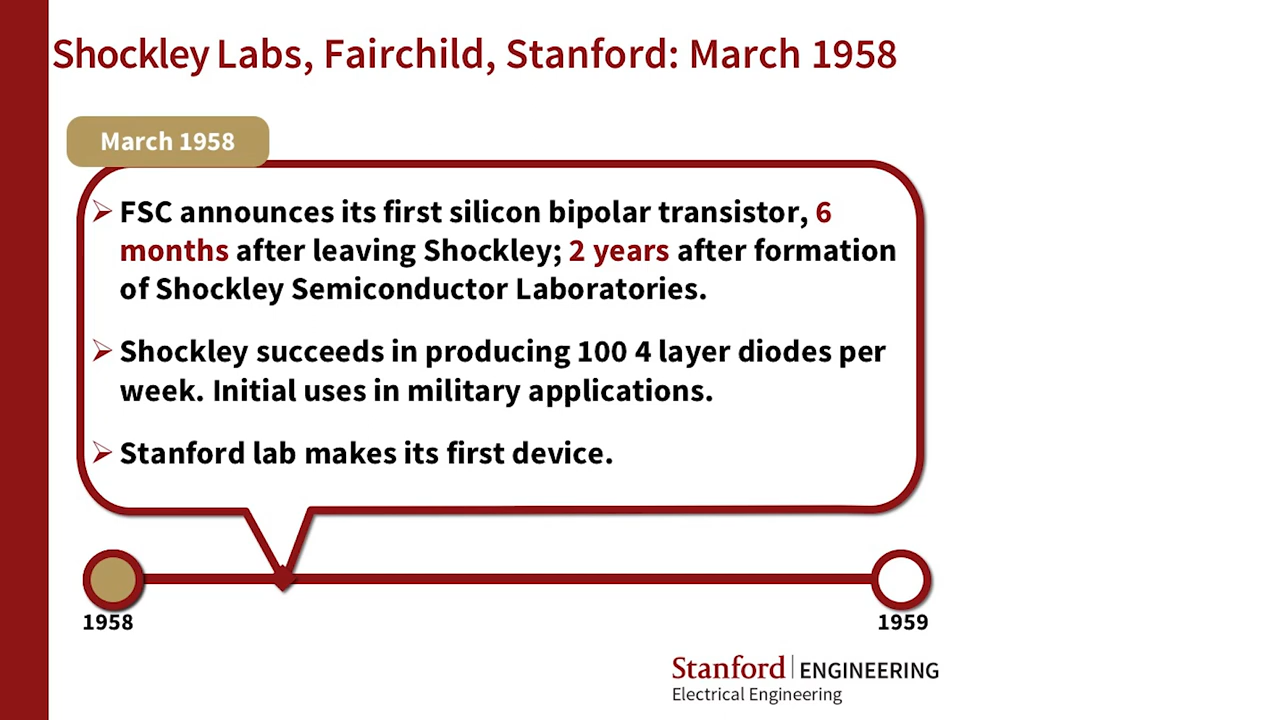 Shockley Labs, Fairchild, Stanford: March 1958
March 1958
➢ FSC announces its first silicon bipolar transistor, 6
months after leaving Shockley; 2 years after formation
of Shockley Semiconductor Laboratories.
➢ Shockley succeeds in producing 100 4 layer diodes per
week. Initial uses in military applications.
➢ Stanford lab makes its first device.
1958
1959
Stanford | ENGINEERING
Electrical Engineering